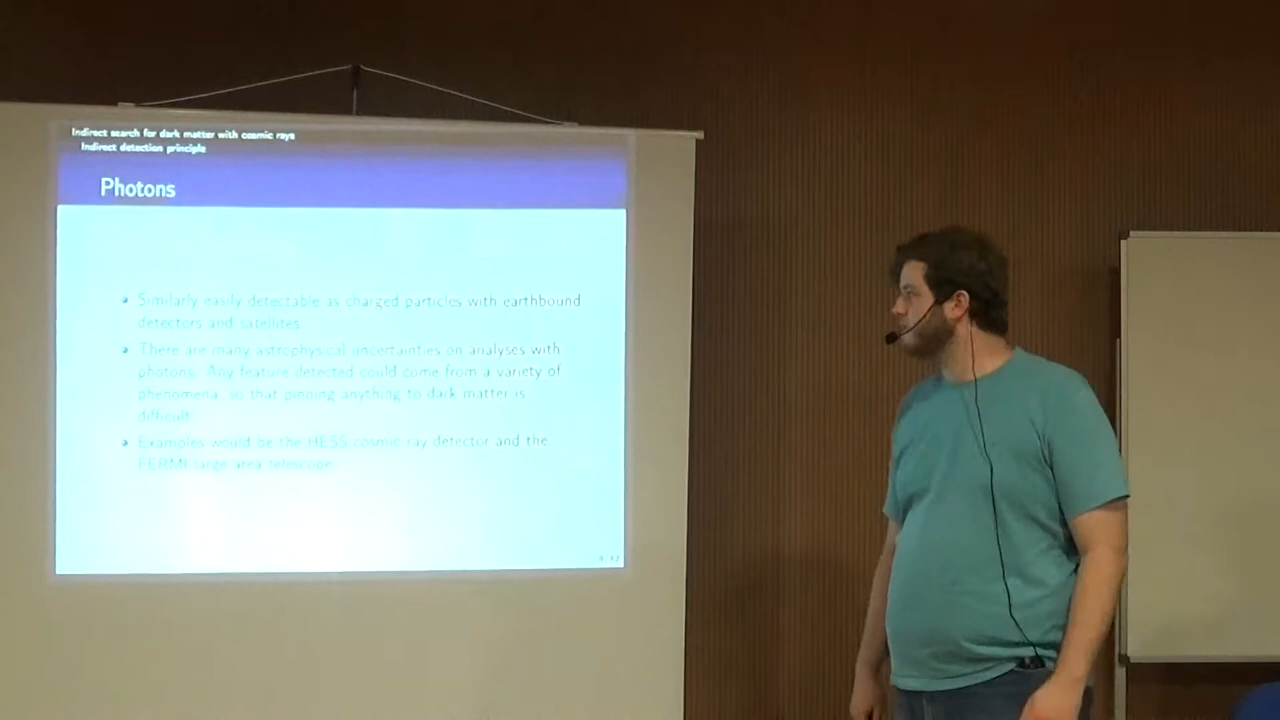 Indirect search for dark matter with cosmic rays
Indirect detection principle
Photons
Similarly easily detectable as charged particles with earthbound
detectors and satellites.
There are many astrophysical uncertainties on analyses with
photons. Any feature detected could come from a variety of
phenomena, so that pinning anything to dark matter is
difficult.
Examples would be the HESS cosmic ray detector and the
FERMI large area telescope.